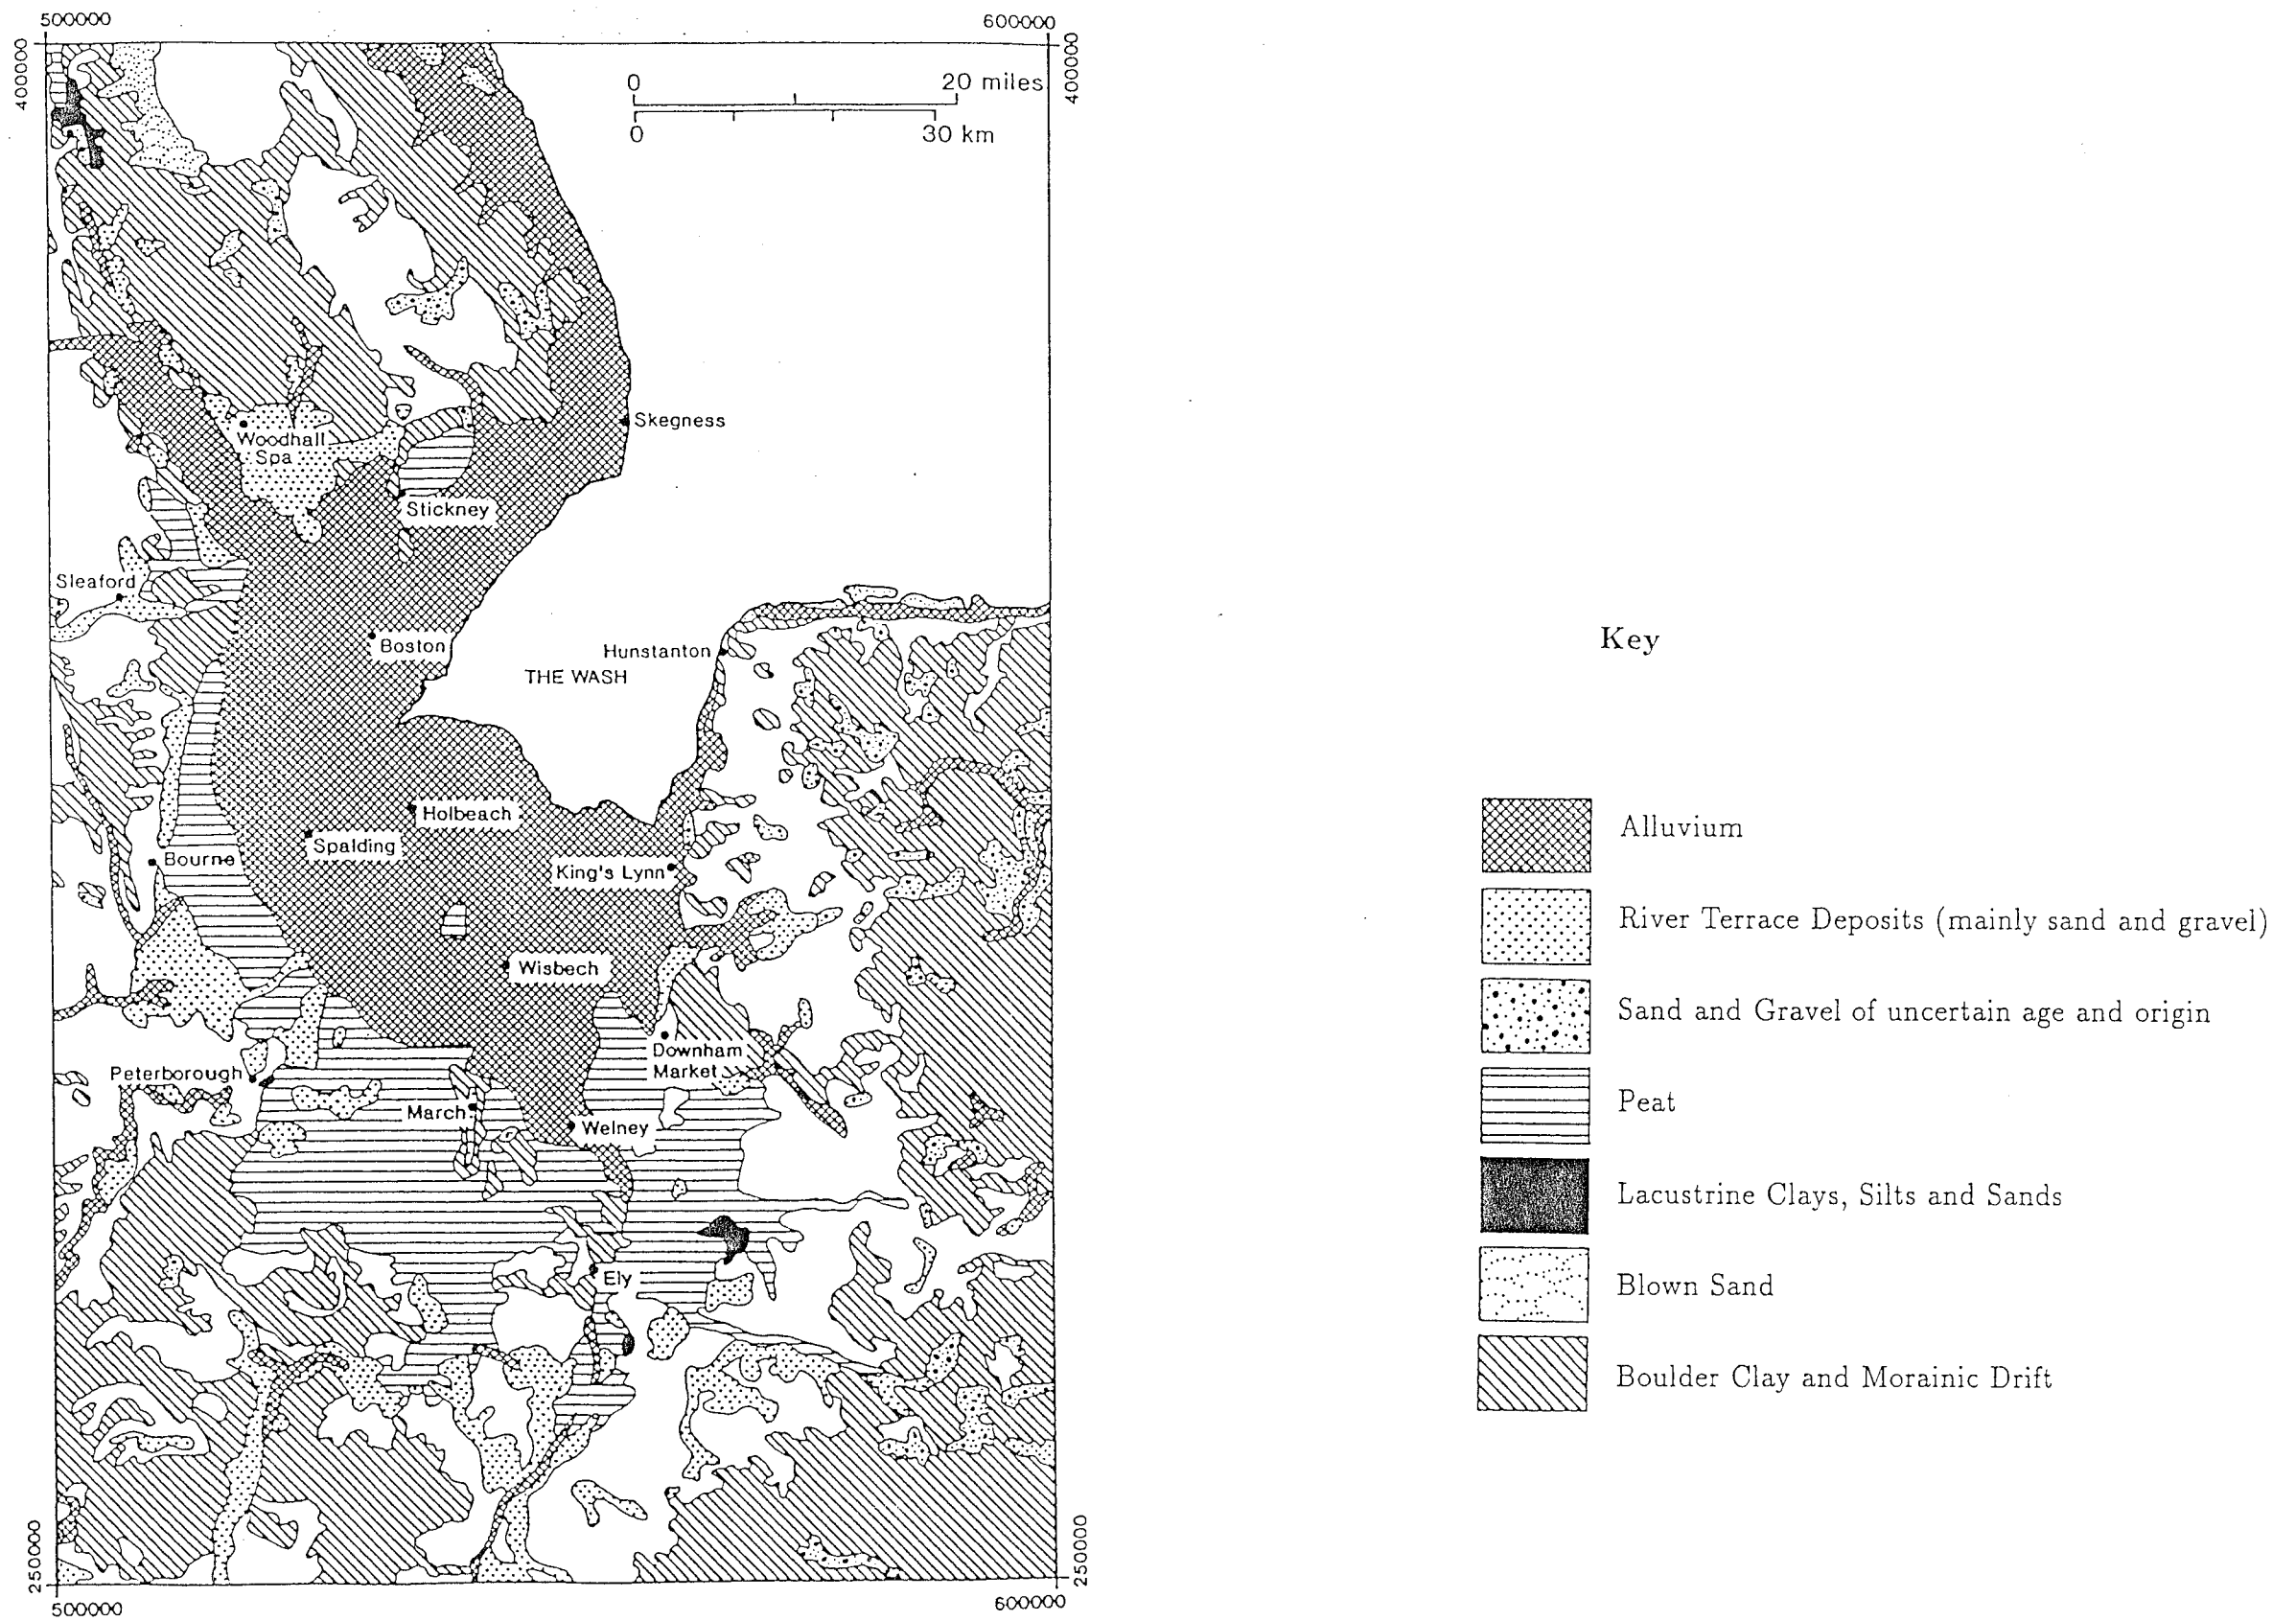 500000
600000
400000
400000
0
20 miles
0
30 km
Skegness
Woodhall
Spa
Stickney
Sleaford
Boston
Hunstanton
THE WASH
Holbeach
Spalding
Bourne
King's Lynn
Wisbech
Downham
Market
Peterborough
March
Welney
Ely
250000
250000
500000
600000
Key
Alluvium
River Terrace Deposits (mainly sand and gravel)
Sand and Gravel of uncertain age and origin
Peat
Lacustrine Clays, Silts and Sands
Blown Sand
Boulder Clay and Morainic Drift